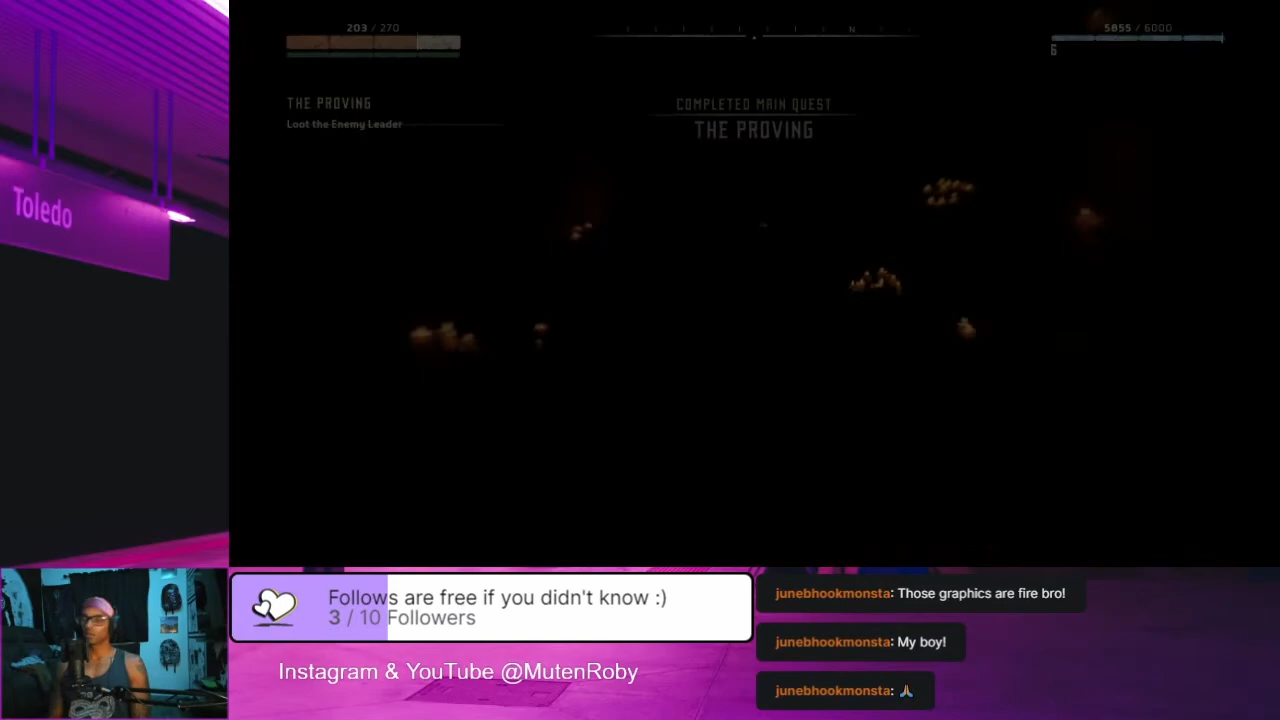 203 / 270
N
5855 / 6000
6
THE PROVING
Loot the Enemy Leader
COMPLETED MAIN QUEST
THE PROVING
Toledo
Follows are free if you didn't know :)
3 / 10 Followers
Instagram & YouTube @MutenRoby
junebhookmonsta: Those graphics are fire bro!
junebhookmonsta: My boy!
junebhookmonsta: 🙏🏽